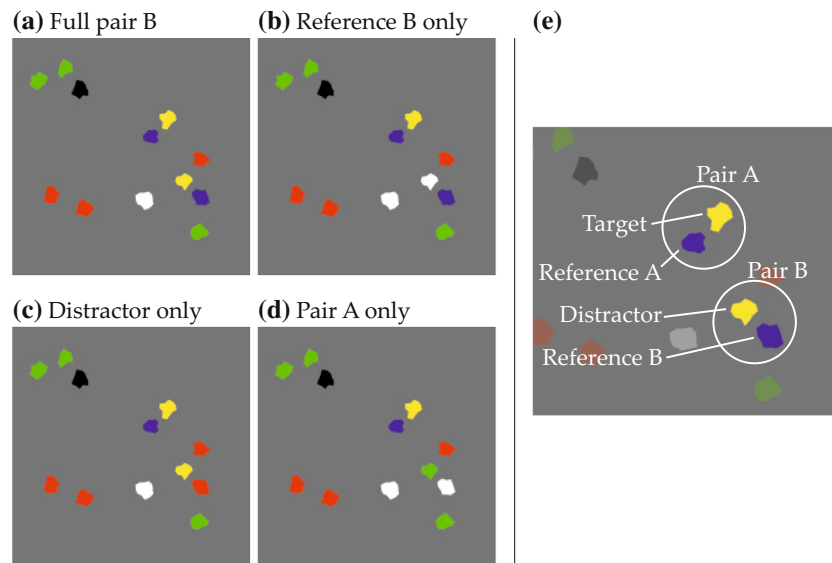 (a) Full pair B
(b) Reference B only
(c) Distractor only
(d) Pair A only
(e)
Pair A
Target
Reference A
Pair B
Distractor
Reference B